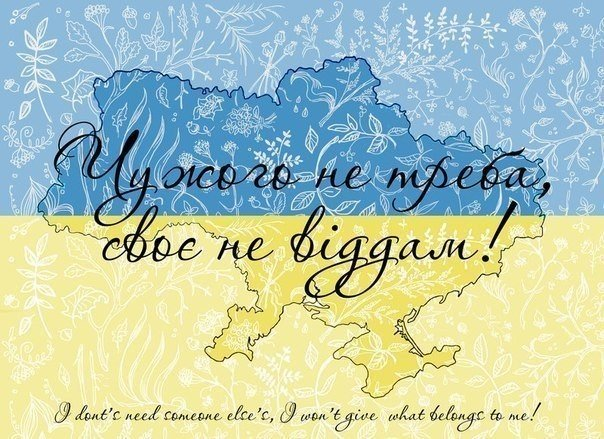 Чужого не треба,
своє не віддам!
I dont's need someone else's, I won't give what belongs to me!